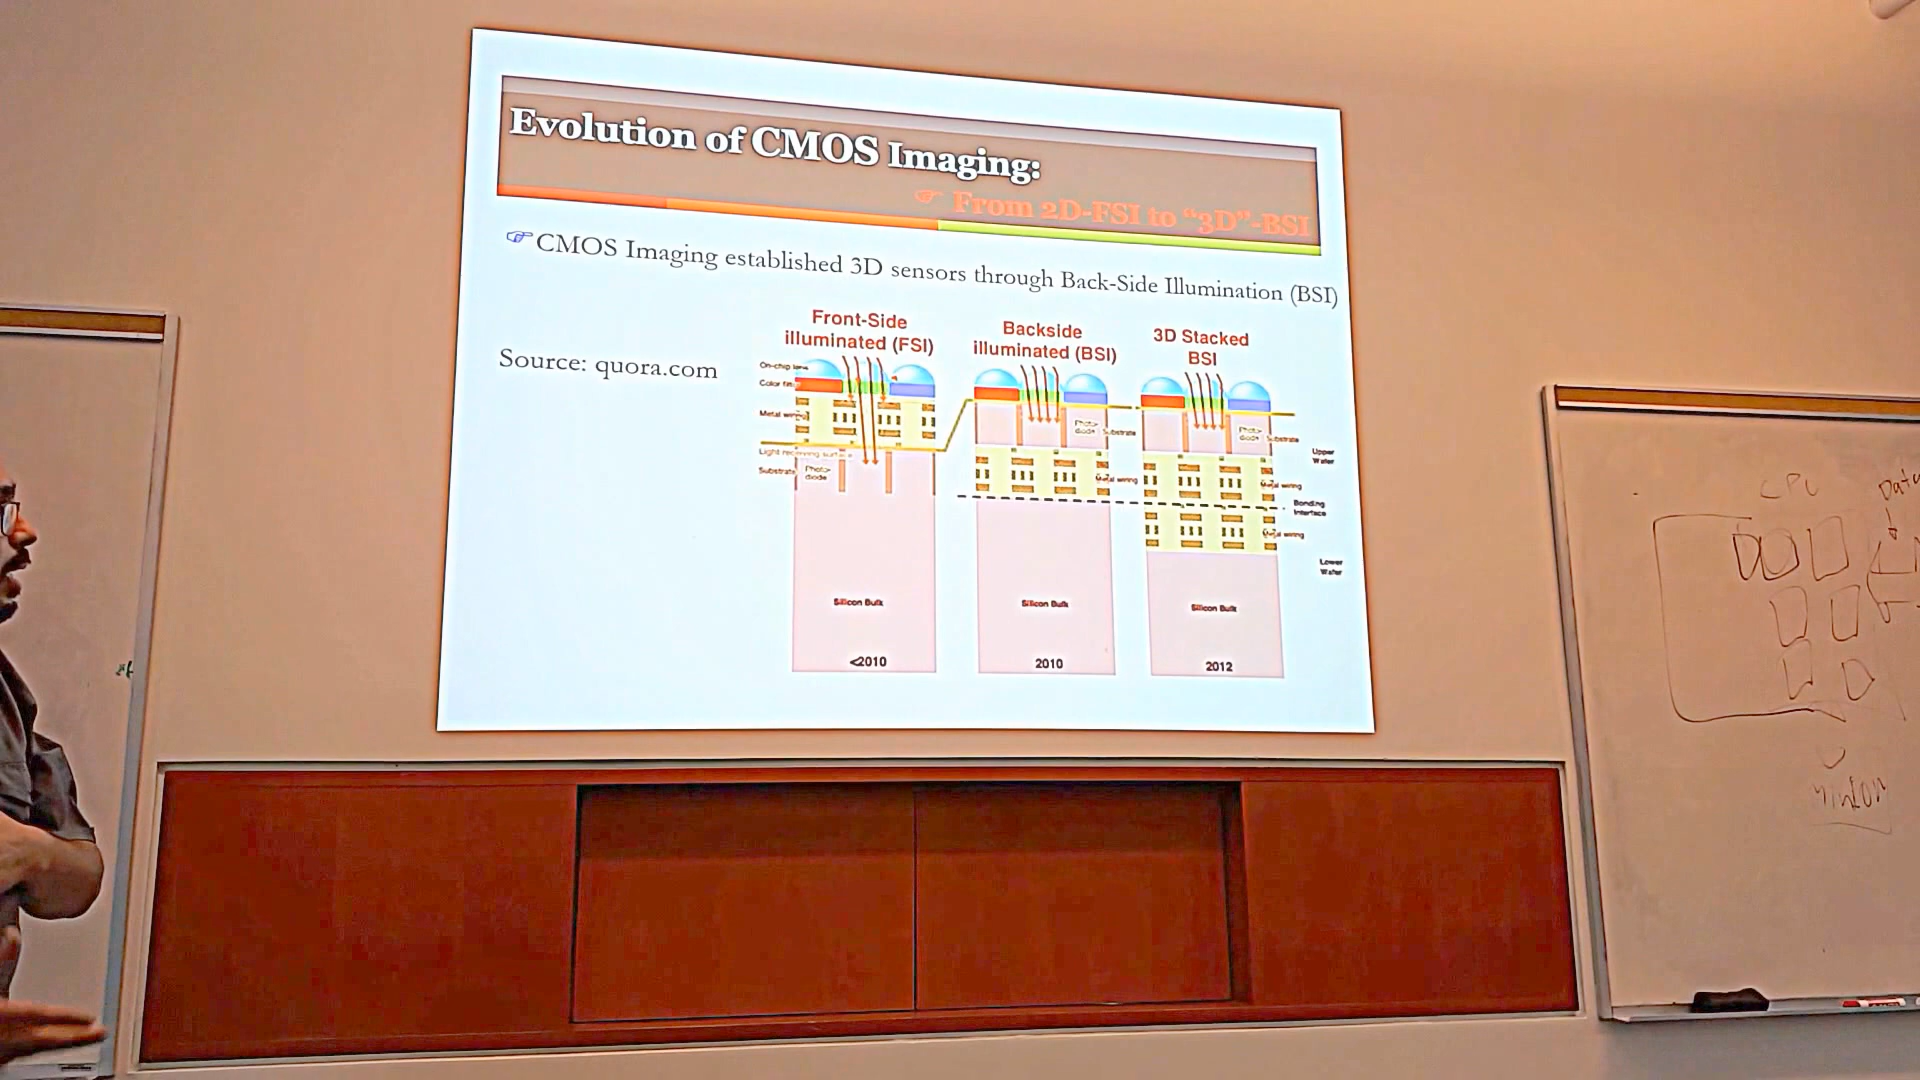 Evolution of CMOS Imaging:
☞ From 2D-FSI to “3D”-BSI
☞CMOS Imaging established 3D sensors through Back-Side Illumination (BSI)
Source: quora.com
Front-Side
illuminated (FSI)
Backside
illuminated (BSI)
3D Stacked
BSI
On-chip lens
Color filter
Metal wiring
Light receiving surface
Substrate
Photo-
diode
Photo-
diode
Substrate
Metal wiring
Photo-
diode
Substrate
Upper
Wafer
Metal wiring
Bonding
Interface
Metal wiring
Lower
Wafer
Silicon Bulk
Silicon Bulk
Silicon Bulk
<2010
2010
2012
CPU
Data